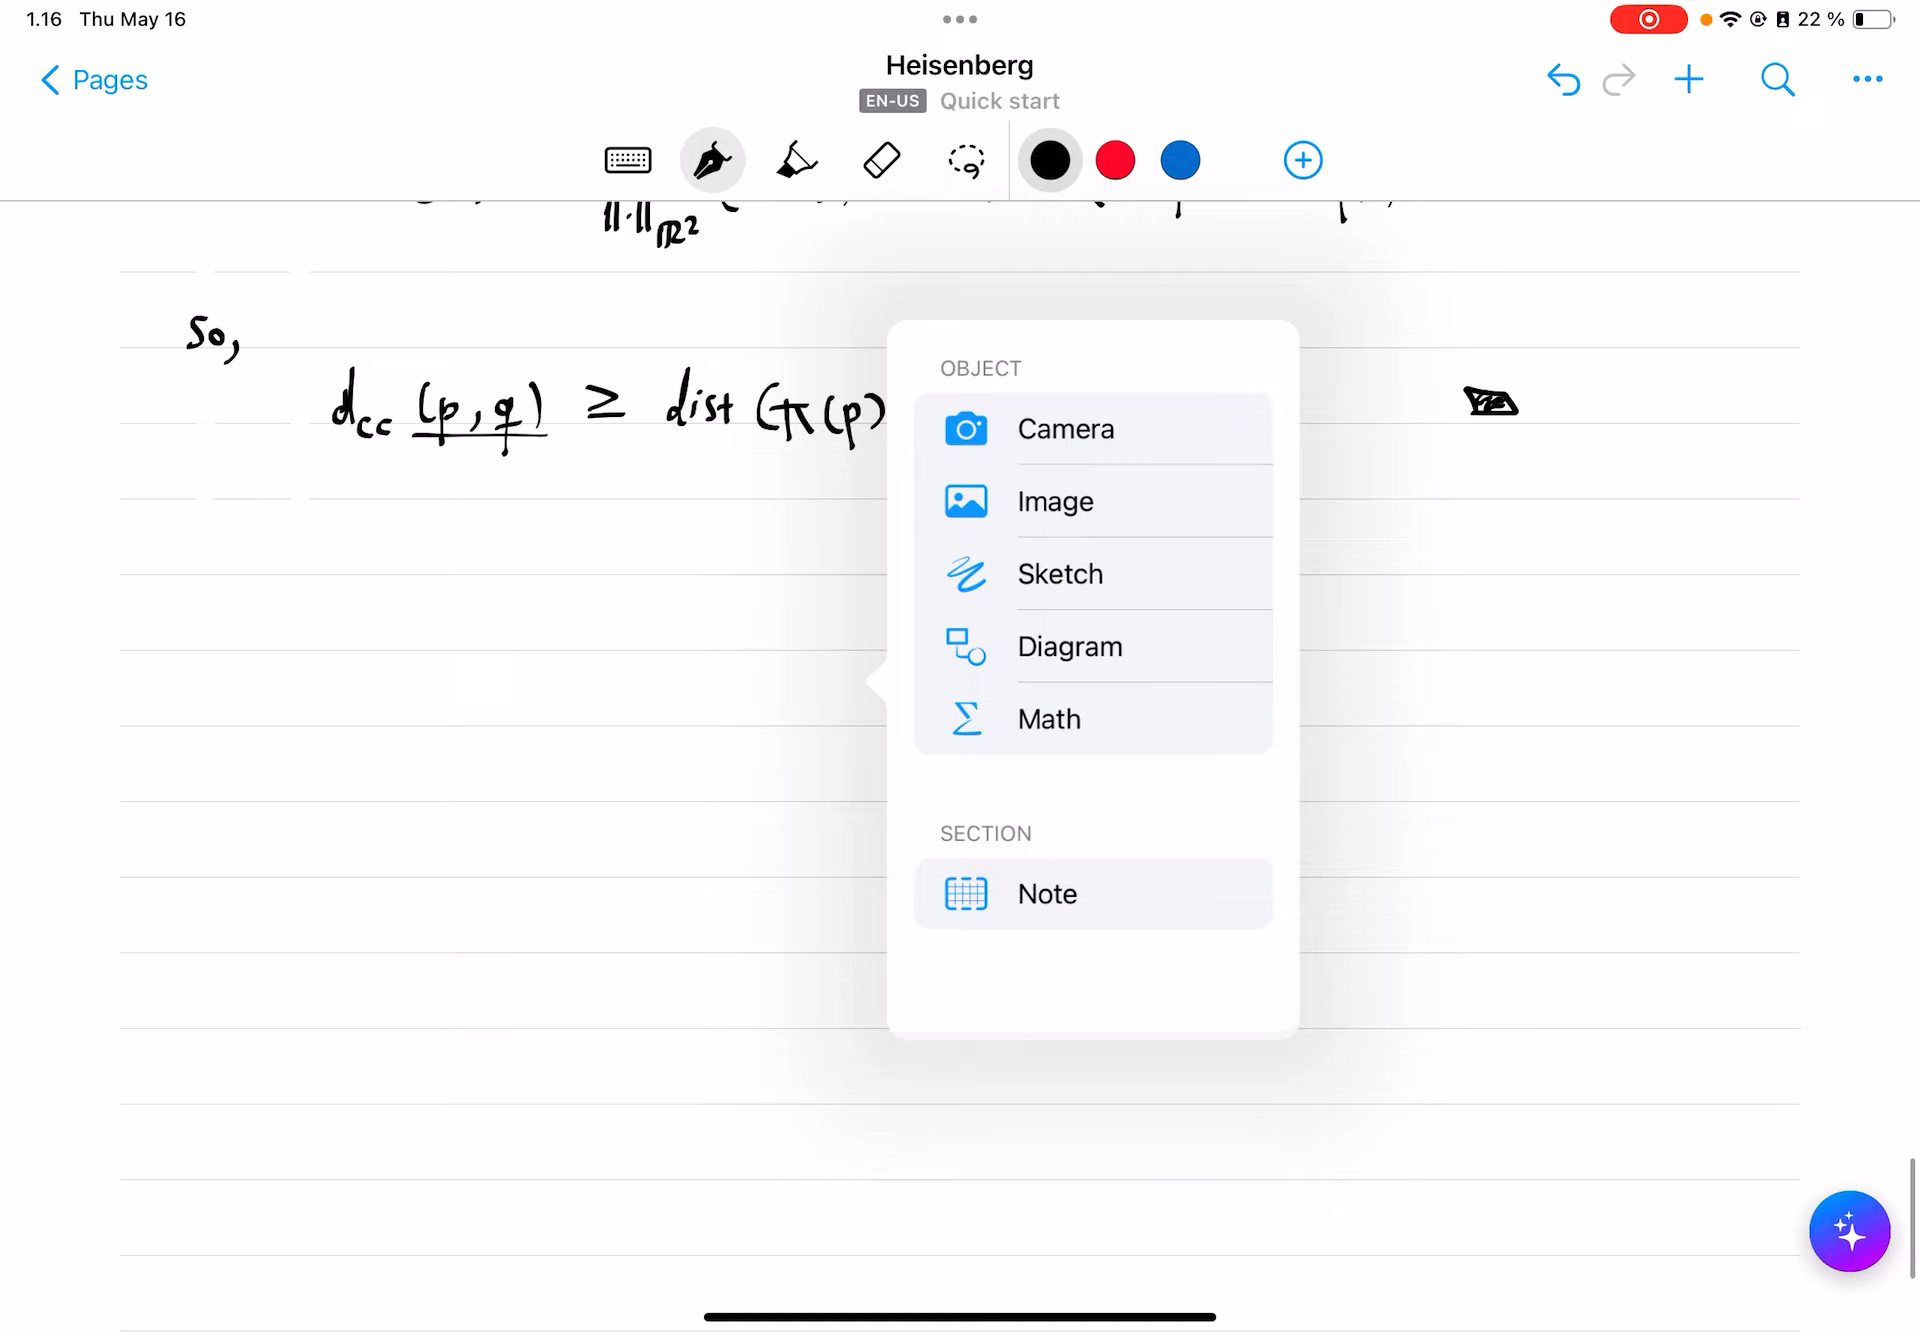 1.16 Thu May 16
22 %
Pages
Heisenberg
EN-US Quick start
||·||ℝ²
So,
dcc (p,q) ≥ dist (π(p)
OBJECT
Camera
Image
Sketch
Diagram
Math
SECTION
Note